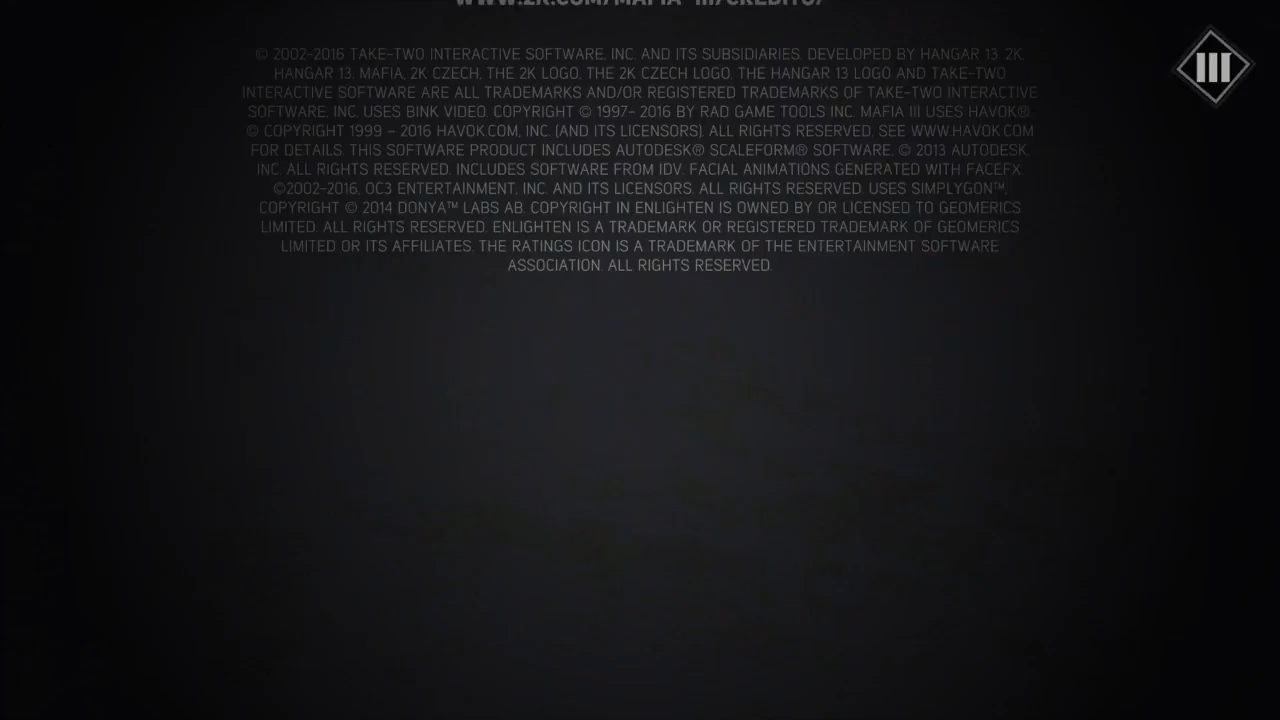 WWW.2K.COM/MAFIA-III/CREDITS/
© 2002-2016 TAKE-TWO INTERACTIVE SOFTWARE, INC. AND ITS SUBSIDIARIES. DEVELOPED BY HANGAR 13. 2K,
HANGAR 13, MAFIA, 2K CZECH, THE 2K LOGO, THE 2K CZECH LOGO, THE HANGAR 13 LOGO AND TAKE-TWO
INTERACTIVE SOFTWARE ARE ALL TRADEMARKS AND/OR REGISTERED TRADEMARKS OF TAKE-TWO INTERACTIVE
SOFTWARE, INC. USES BINK VIDEO. COPYRIGHT © 1997- 2016 BY RAD GAME TOOLS INC. MAFIA III USES HAVOK®.
© COPYRIGHT 1999 - 2016 HAVOK.COM, INC. (AND ITS LICENSORS). ALL RIGHTS RESERVED. SEE WWW.HAVOK.COM
FOR DETAILS. THIS SOFTWARE PRODUCT INCLUDES AUTODESK® SCALEFORM® SOFTWARE, © 2013 AUTODESK,
INC. ALL RIGHTS RESERVED. INCLUDES SOFTWARE FROM IDV. FACIAL ANIMATIONS GENERATED WITH FACEFX.
©2002-2016, OC3 ENTERTAINMENT, INC. AND ITS LICENSORS. ALL RIGHTS RESERVED. USES SIMPLYGON™,
COPYRIGHT © 2014 DONYA™ LABS AB. COPYRIGHT IN ENLIGHTEN IS OWNED BY OR LICENSED TO GEOMERICS
LIMITED. ALL RIGHTS RESERVED. ENLIGHTEN IS A TRADEMARK OR REGISTERED TRADEMARK OF GEOMERICS
LIMITED OR ITS AFFILIATES. THE RATINGS ICON IS A TRADEMARK OF THE ENTERTAINMENT SOFTWARE
ASSOCIATION. ALL RIGHTS RESERVED.
III